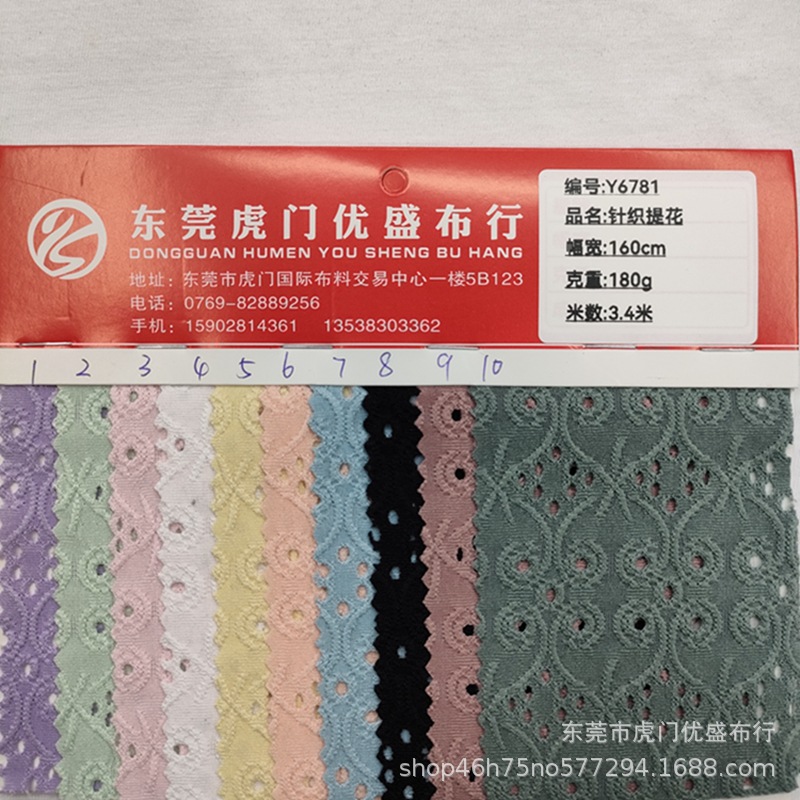 东莞虎门优盛布行
DONGGUAN HUMEN YOU SHENG BU HANG
地址：东莞市虎门国际布料交易中心一楼5B123
电话：0769-82889256
手机：15902814361 13538303362
编号:Y6781
品名:针织提花
幅宽:160cm
克重:180g
米数:3.4米
1 2 3 4 5 6 7 8 9 10
东莞市虎门优盛布行
shop46h75no577294.1688.com